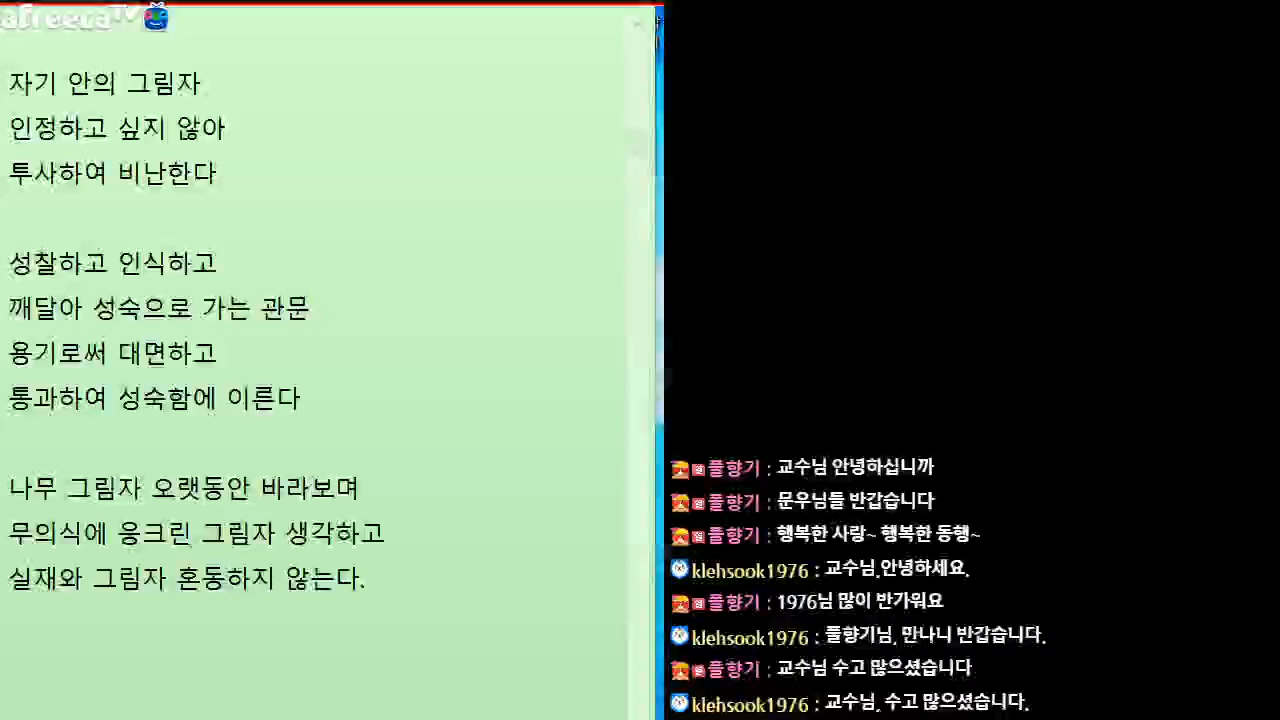 afreecaTV
자기 안의 그림자
인정하고 싶지 않아
투사하여 비난한다
성찰하고 인식하고
깨달아 성숙으로 가는 관문
용기로써 대면하고
통과하여 성숙함에 이른다
나무 그림자 오랫동안 바라보며
무의식에 웅크린 그림자 생각하고
실재와 그림자 혼동하지 않는다.
풀향기 : 교수님 안녕하십니까
풀향기 : 문우님들 반갑습니다
풀향기 : 행복한 사랑~ 행복한 동행~
klehsook1976 : 교수님,안녕하세요.
풀향기 : 1976님 많이 반가워요
klehsook1976 : 풀향기님, 만나니 반갑습니다.
풀향기 : 교수님 수고 많으셨습니다
klehsook1976 : 교수님, 수고 많으셨습니다.